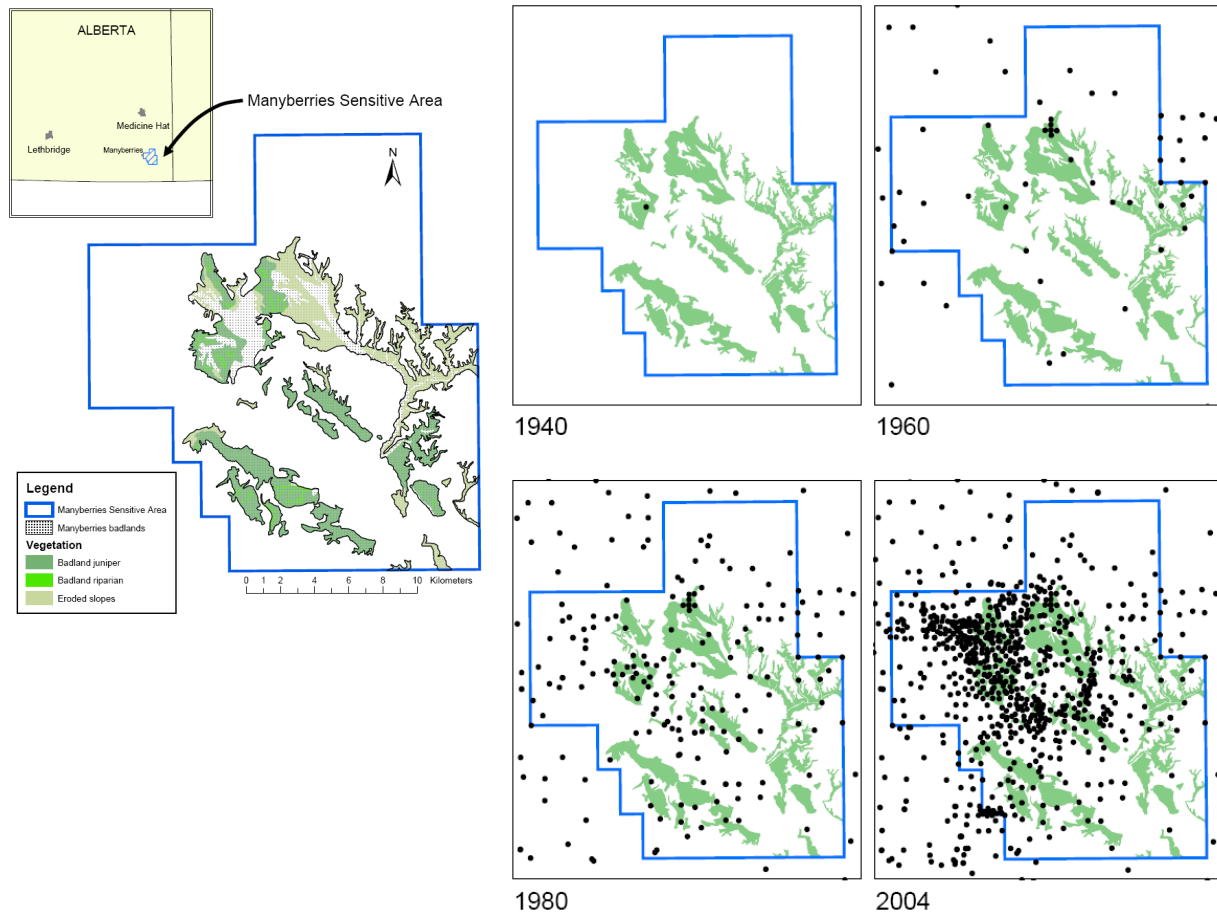 ALBERTA
Manyberries Sensitive Area
Medicine Hat
Lethbridge
Manyberries
N
Legend
Manyberries Sensitive Area
Manyberries badlands
Vegetation
Badland juniper
Badland riparian
Eroded slopes
0 1 2 4 6 8 10 Kilometers
1940
1960
1980
2004